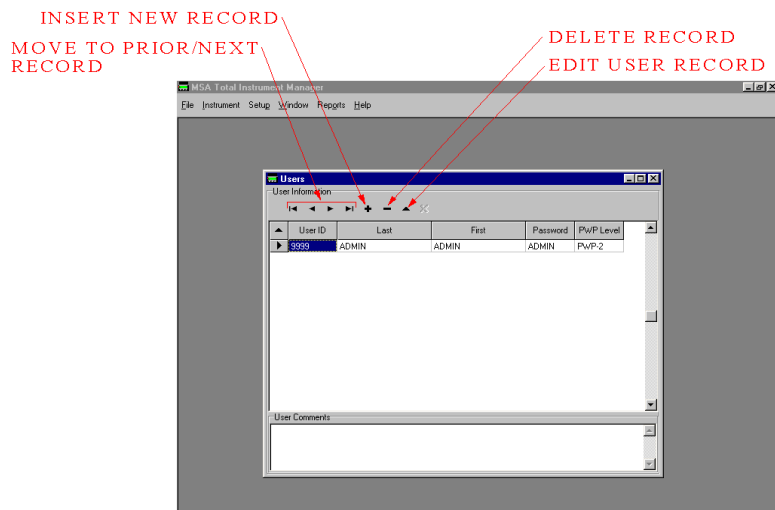 INSERT NEW RECORD
MOVE TO PRIOR/NEXT
RECORD
DELETE RECORD
EDIT USER RECORD
MSA Total Instrument Manager
File Instrument Setup Window Reports Help
Users
User Information
User ID Last First Password PWP Level
9999 ADMIN ADMIN ADMIN PWP-2
User Comments